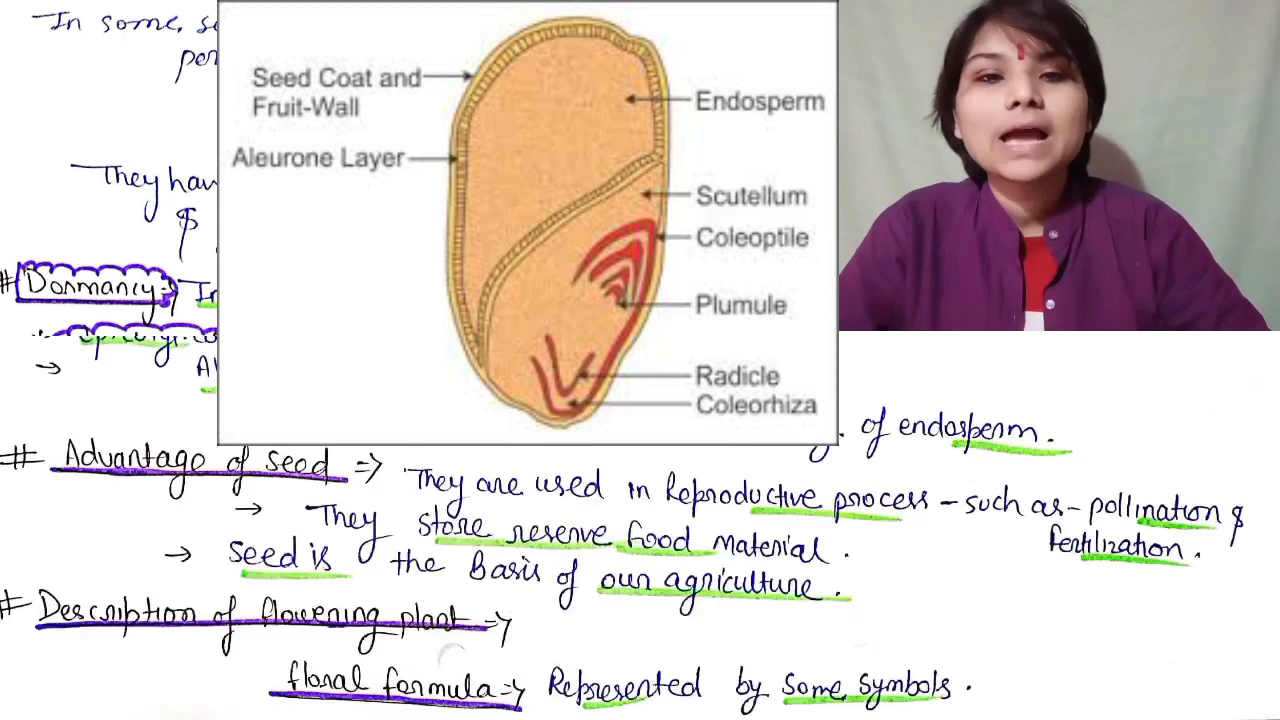 In some,
Seed Coat and
Fruit-Wall
Aleurone Layer
Endosperm
Scutellum
Coleoptile
Plumule
Radicle
Coleorhiza
They hav
$
# Dormancy :-
→
of endosperm.
# Advantage of seed => They are used in Reproductive process - such as - pollination $
fertilization.
→ They store reserve food material.
→ seed is the Basis of our agriculture.
# Description of flowering plant =>
floral formula => Represented by some symbols.